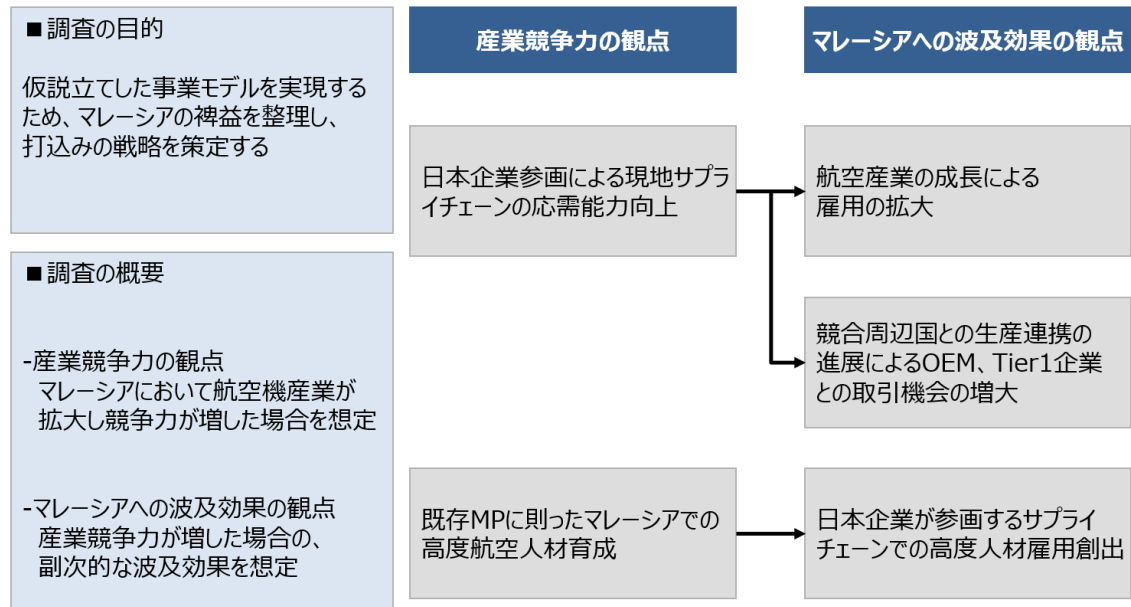 ■調査の目的
仮説立てした事業モデルを実現する
ため、マレーシアの裨益を整理し、
打込みの戦略を策定する
■調査の概要
-産業競争力の観点
マレーシアにおいて航空機産業が
拡大し競争力が増した場合を想定
-マレーシアへの波及効果の観点
産業競争力が増した場合の、
副次的な波及効果を想定
産業競争力の観点
マレーシアへの波及効果の観点
日本企業参画による現地サプラ
イチェーンの応需能力向上
航空産業の成長による
雇用の拡大
競合周辺国との生産連携の
進展によるOEM、Tier1企業
との取引機会の増大
既存MPに則ったマレーシアでの
高度航空人材育成
日本企業が参画するサプライ
チェーンでの高度人材雇用創出